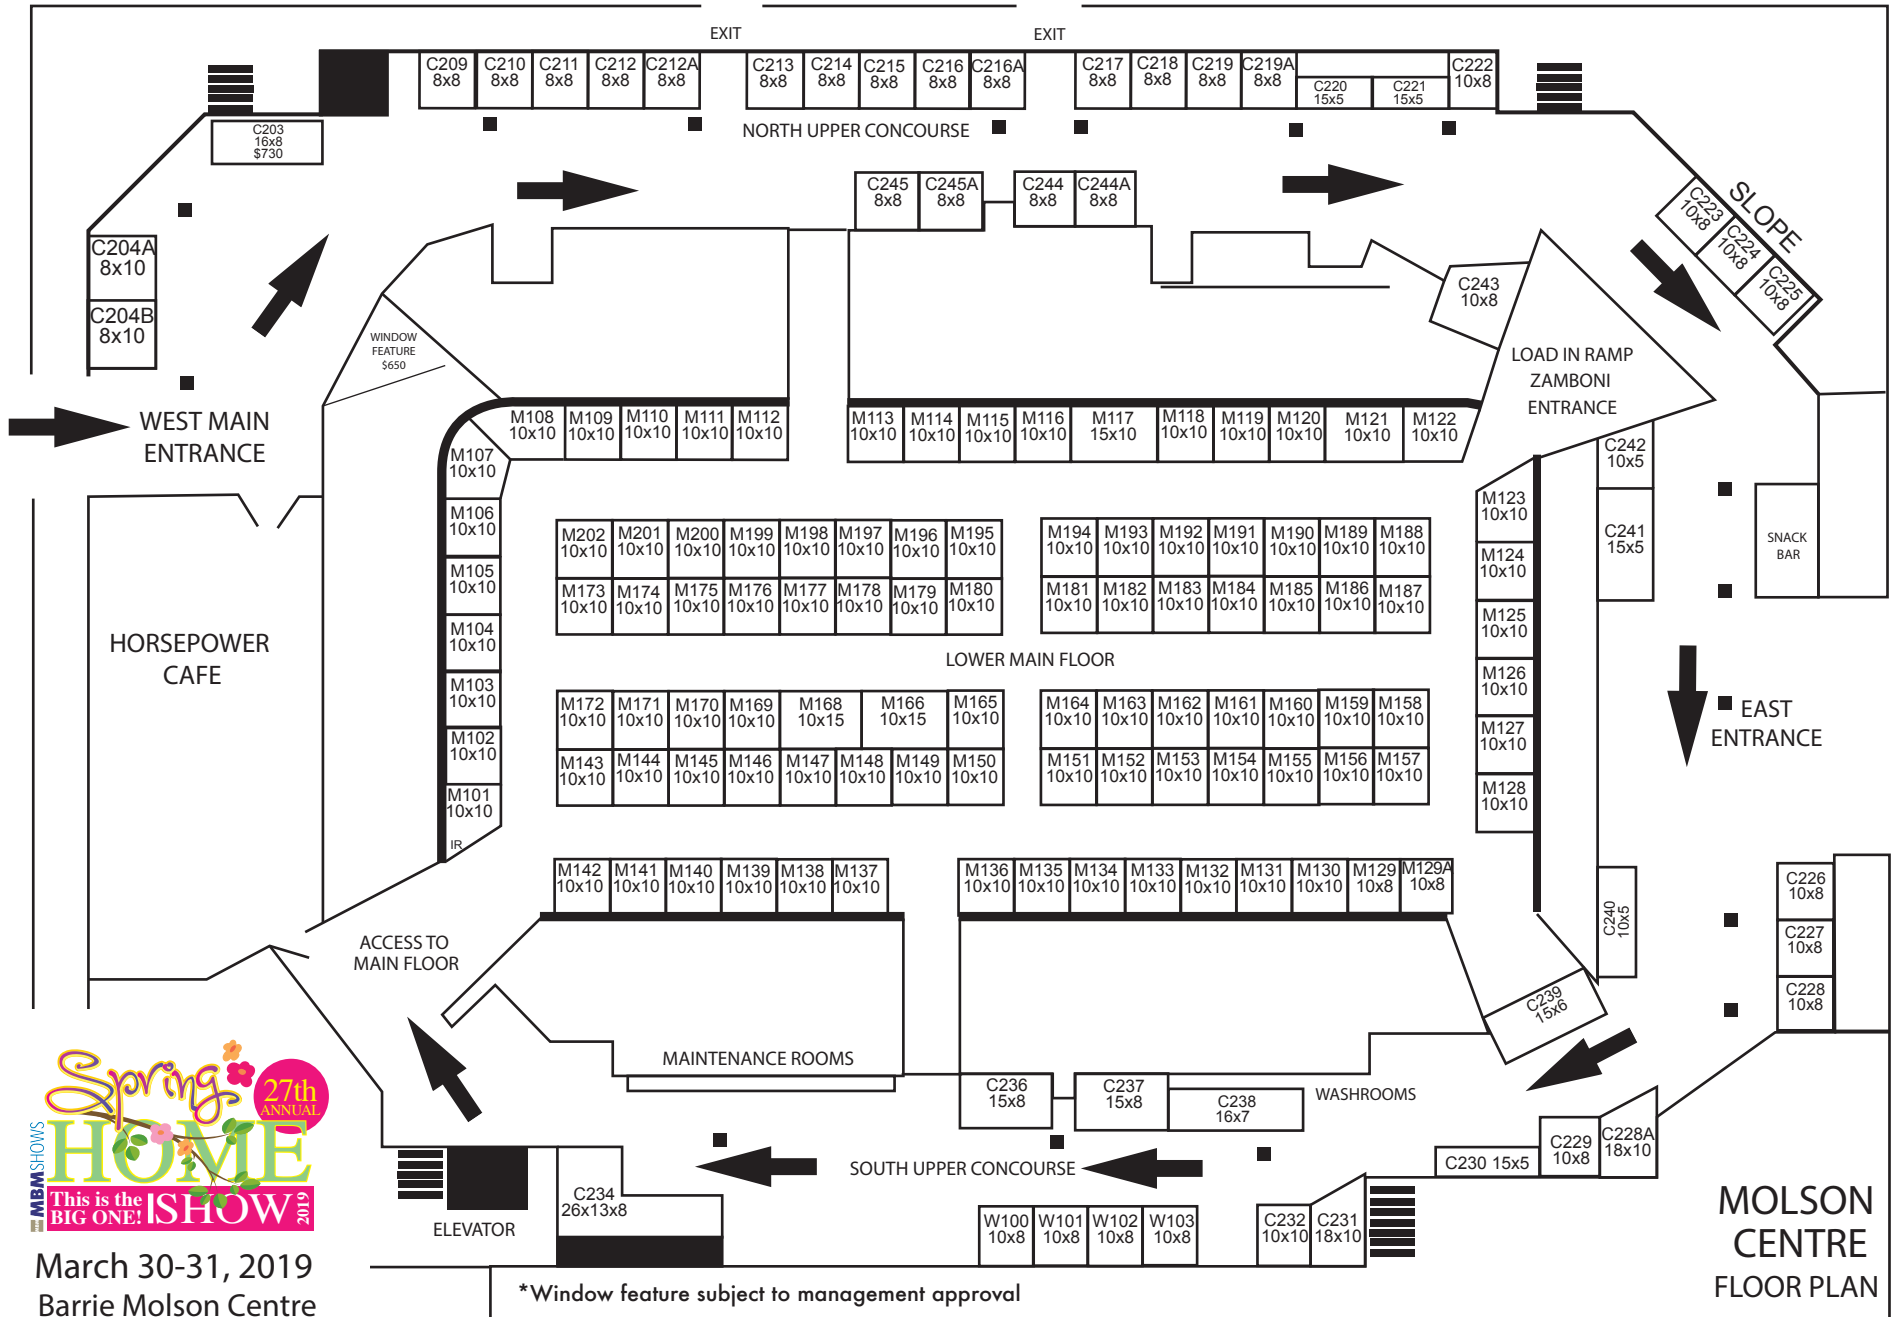 EXIT
EXIT
C209
8x8
C210
8x8
C211
8x8
C212
8x8
C212A
8x8
C213
8x8
C214
8x8
C215
8x8
C216
8x8
C216A
8x8
C217
8x8
C218
8x8
C219
8x8
C219A
8x8
C220
15x5
C221
15x5
C222
10x8
C203
16x8
$730
NORTH UPPER CONCOURSE
C245
8x8
C245A
8x8
C244
8x8
C244A
8x8
SLOPE
C223
10x8
C224
10x8
C225
10x8
C204A
8x10
C204B
8x10
C243
10x8
WINDOW
FEATURE
$650
LOAD IN RAMP
ZAMBONI
ENTRANCE
WEST MAIN
ENTRANCE
M108
10x10
M109
10x10
M110
10x10
M111
10x10
M112
10x10
M113
10x10
M114
10x10
M115
10x10
M116
10x10
M117
15x10
M118
10x10
M119
10x10
M120
10x10
M121
10x10
M122
10x10
M107
10x10
M106
10x10
M105
10x10
M104
10x10
M103
10x10
M102
10x10
M101
10x10
IR
C242
10x5
C241
15x5
SNACK
BAR
M123
10x10
M124
10x10
M125
10x10
M126
10x10
M127
10x10
M128
10x10
M202
10x10
M201
10x10
M200
10x10
M199
10x10
M198
10x10
M197
10x10
M196
10x10
M195
10x10
M194
10x10
M193
10x10
M192
10x10
M191
10x10
M190
10x10
M189
10x10
M188
10x10
M173
10x10
M174
10x10
M175
10x10
M176
10x10
M177
10x10
M178
10x10
M179
10x10
M180
10x10
M181
10x10
M182
10x10
M183
10x10
M184
10x10
M185
10x10
M186
10x10
M187
10x10
HORSEPOWER
CAFE
LOWER MAIN FLOOR
EAST
ENTRANCE
M172
10x10
M171
10x10
M170
10x10
M169
10x10
M168
10x15
M166
10x15
M165
10x10
M164
10x10
M163
10x10
M162
10x10
M161
10x10
M160
10x10
M159
10x10
M158
10x10
M143
10x10
M144
10x10
M145
10x10
M146
10x10
M147
10x10
M148
10x10
M149
10x10
M150
10x10
M151
10x10
M152
10x10
M153
10x10
M154
10x10
M155
10x10
M156
10x10
M157
10x10
M142
10x10
M141
10x10
M140
10x10
M139
10x10
M138
10x10
M137
10x10
M136
10x10
M135
10x10
M134
10x10
M133
10x10
M132
10x10
M131
10x10
M130
10x10
M129
10x8
M129A
10x8
C240
10x5
C226
10x8
C227
10x8
C228
10x8
ACCESS TO
MAIN FLOOR
C239
15x6
MAINTENANCE ROOMS
C236
15x8
C237
15x8
C238
16x7
WASHROOMS
C230 15x5
C229
10x8
C228A
18x10
SOUTH UPPER CONCOURSE
ELEVATOR
C234
26x13x8
W100
10x8
W101
10x8
W102
10x8
W103
10x8
C232
10x10
C231
18x10
MBMSHOWS
Spring
27th
ANNUAL
HOME
This is the
BIG ONE!
SHOW
2019
March 30-31, 2019
Barrie Molson Centre
*Window feature subject to management approval
MOLSON
CENTRE
FLOOR PLAN